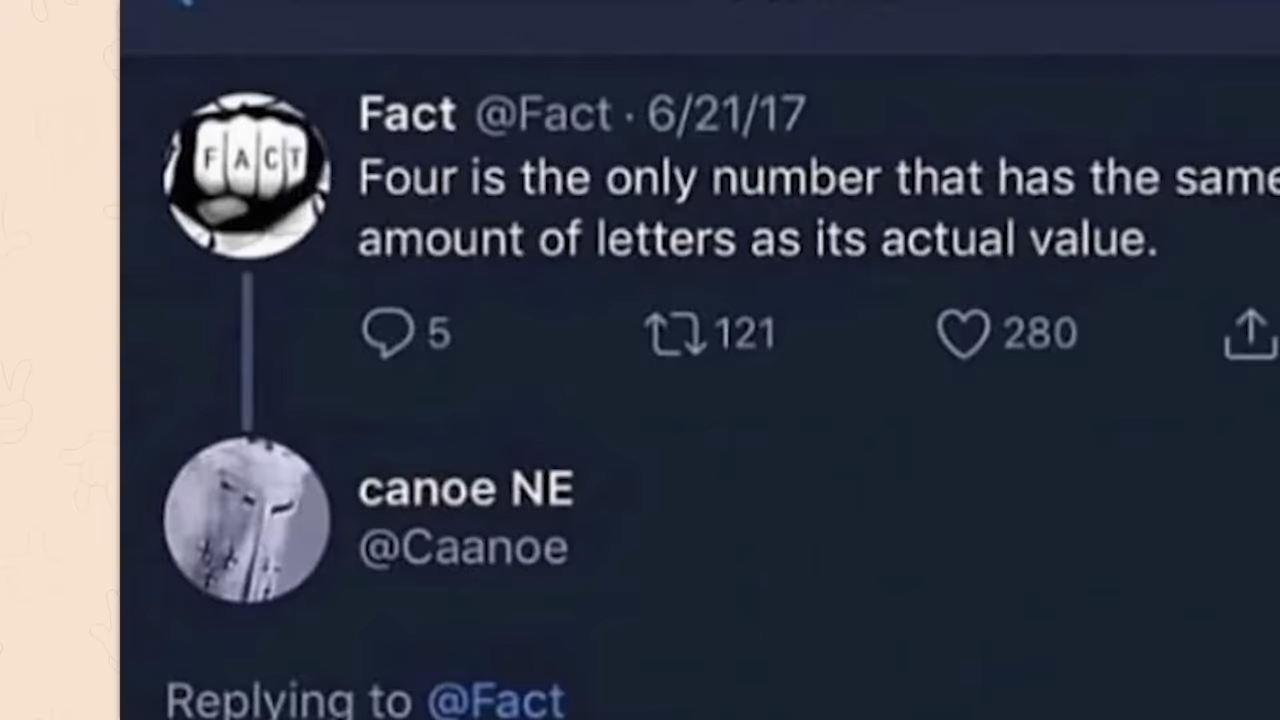 FACT
Fact @Fact · 6/21/17
Four is the only number that has the same
amount of letters as its actual value.
5 121 280
canoe NE
@Caanoe
Replying to @Fact